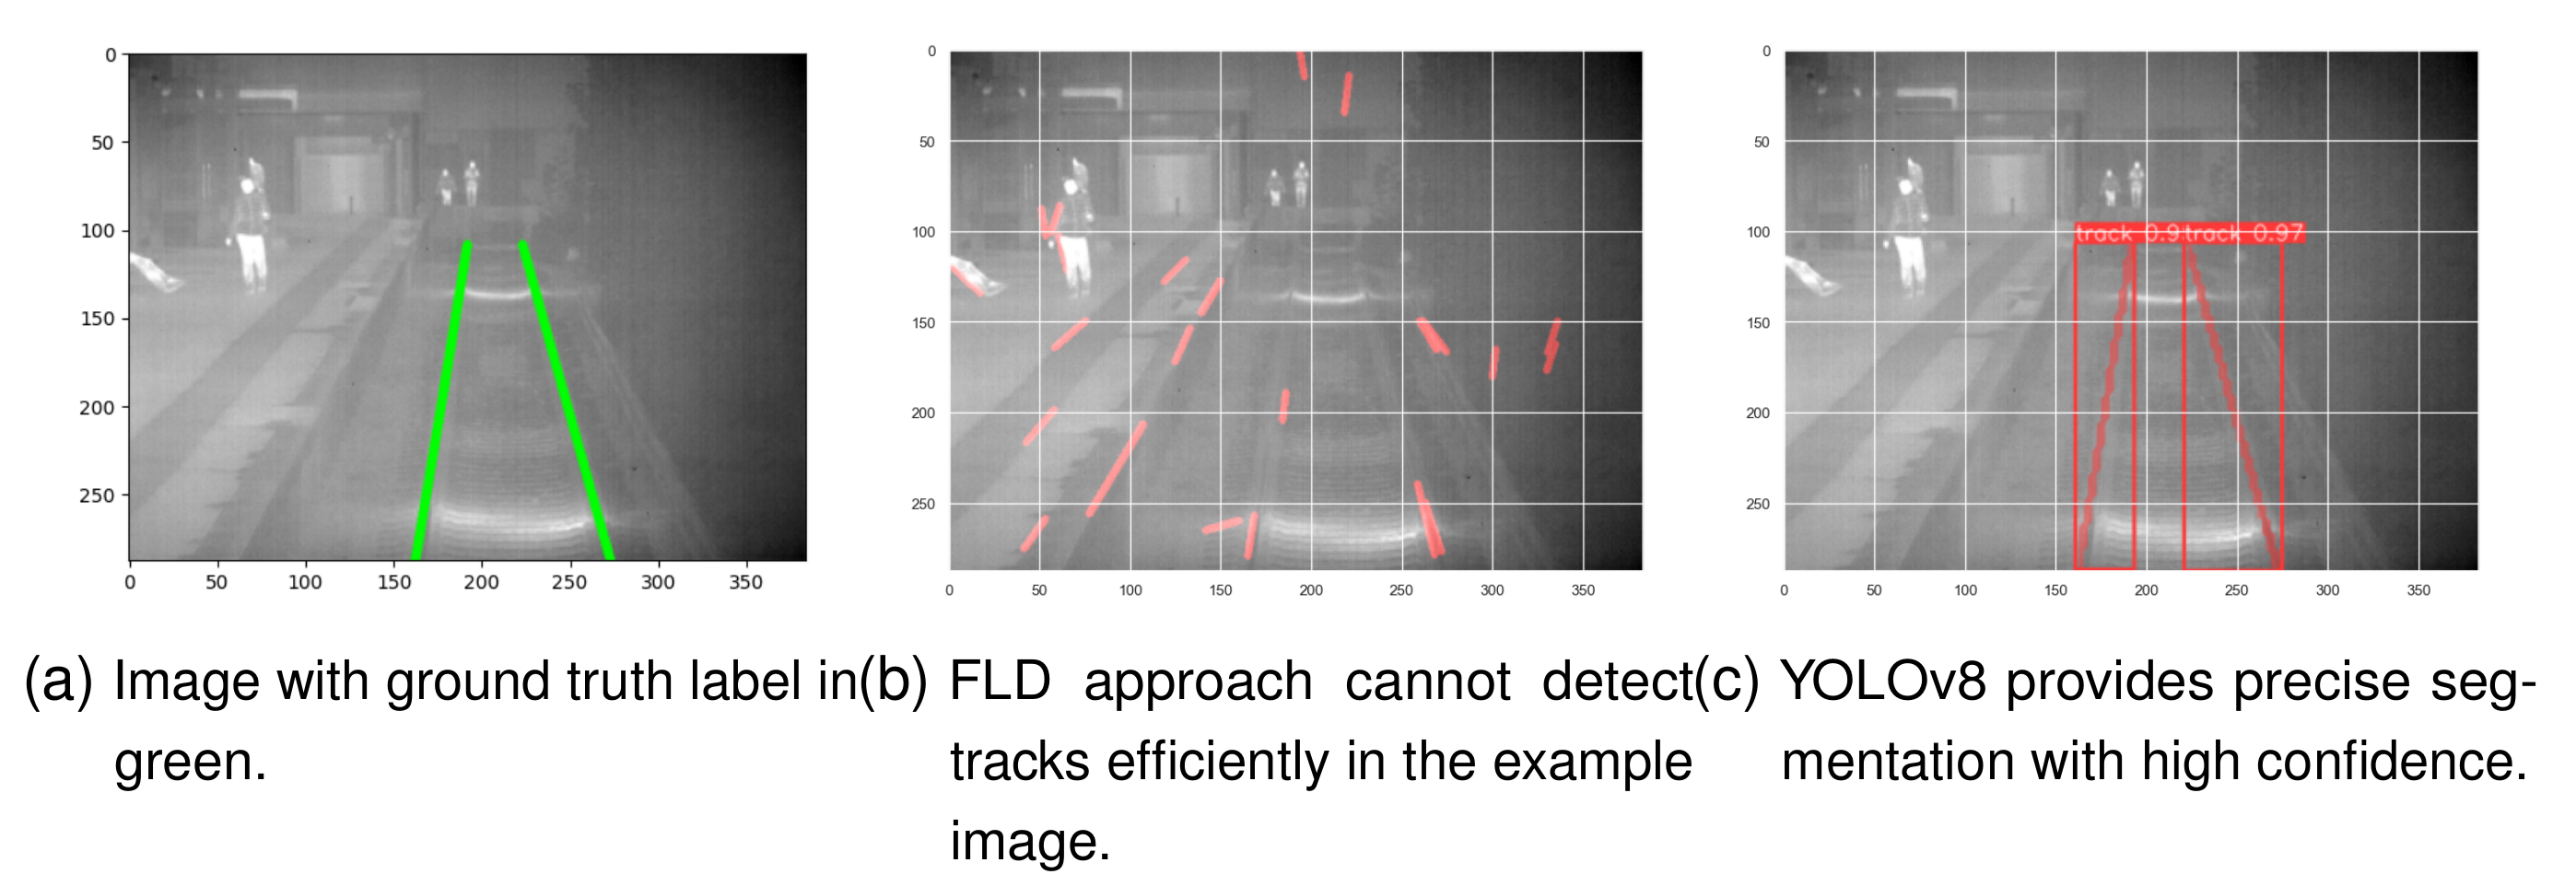 0
50
100
150
200
250
0 50 100 150 200 250 300 350
0
50
100
150
200
250
0 50 100 150 200 250 300 350
0
50
100
150
200
250
track 0.9 track 0.97
0 50 100 150 200 250 300 350
(a) Image with ground truth label in
green.
(b) FLD approach cannot detect
tracks efficiently in the example
image.
(c) YOLOv8 provides precise seg-
mentation with high confidence.